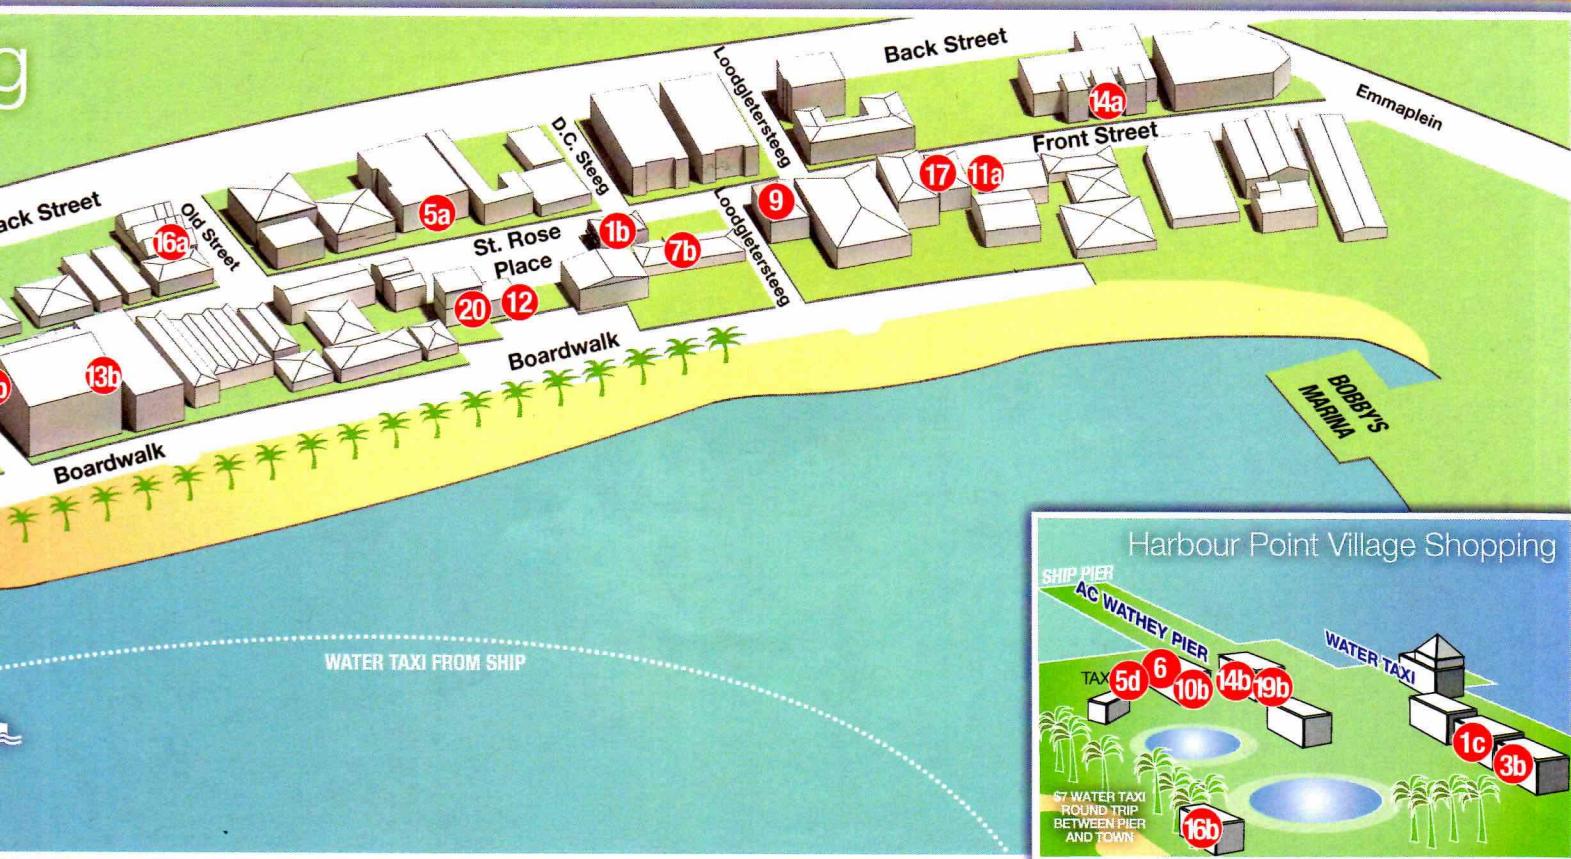 g
Back Street
Emmaplein
Loodgletersteeg
14a
Front Street
D.C. Steeg
Loodgletersteeg
17
11a
9
ack Street
Old Street
16a
5a
St. Rose
Place
1b
7b
20
12
Boardwalk
13b
b
Boardwalk
BOBBY'S
MARINA
WATER TAXI FROM SHIP
Harbour Point Village Shopping
SHIP PIER
AC WATHEY PIER
WATER TAXI
TAX
5d
6
10b
14b
19b
1c
3b
$7 WATER TAXI
ROUND TRIP
BETWEEN PIER
AND TOWN
16b